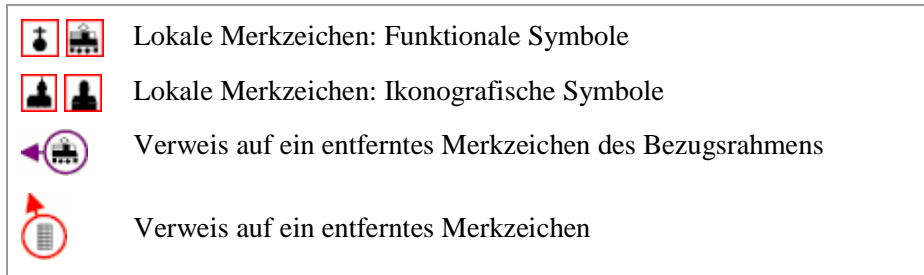 Lokale Merkzeichen: Funktionale Symbole
Lokale Merkzeichen: Ikonografische Symbole
Verweis auf ein entferntes Merkzeichen des Bezugsrahmens
Verweis auf ein entferntes Merkzeichen